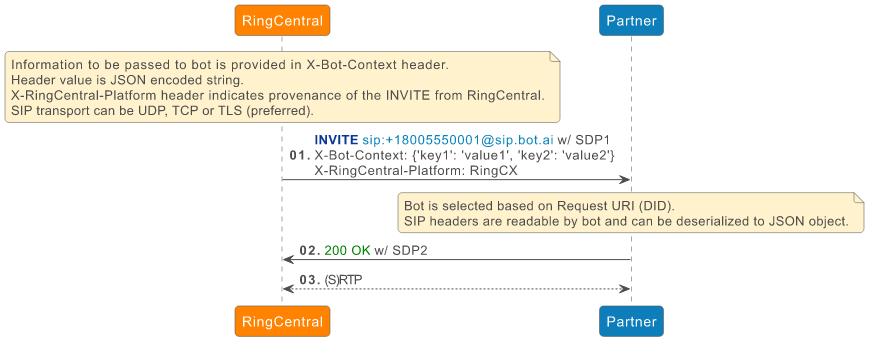 RingCentral
Partner
Information to be passed to bot is provided in X-Bot-Context header.
Header value is JSON encoded string.
X-RingCentral-Platform header indicates provenance of the INVITE from RingCentral.
SIP transport can be UDP, TCP or TLS (preferred).
INVITE sip:+18005550001@sip.bot.ai w/ SDP1
01. X-Bot-Context: {'key1': 'value1', 'key2': 'value2'}
X-RingCentral-Platform: RingCX
Bot is selected based on Request URI (DID).
SIP headers are readable by bot and can be deserialized to JSON object.
02. 200 OK w/ SDP2
03. (S)RTP
RingCentral
Partner